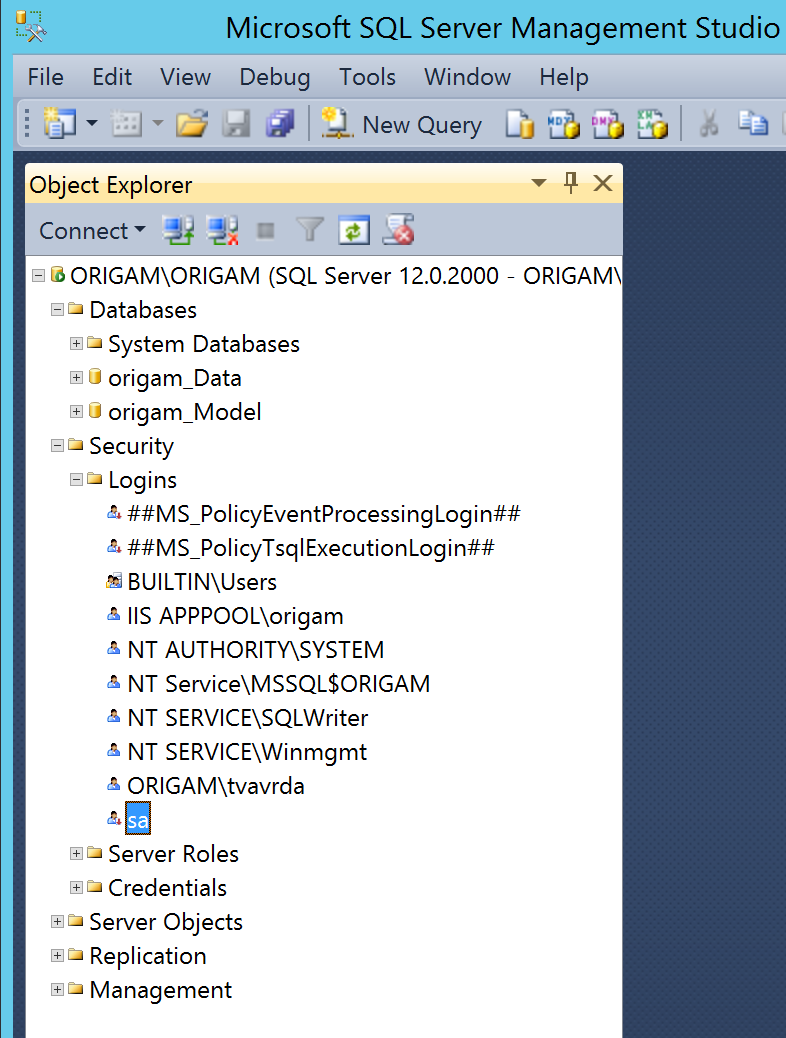 Microsoft SQL Server Management Studio
File Edit View Debug Tools Window Help
New Query MDX DMX XMLA
Object Explorer
Connect
ORIGAM\ORIGAM (SQL Server 12.0.2000 - ORIGAM\
Databases
System Databases
origam_Data
origam_Model
Security
Logins
##MS_PolicyEventProcessingLogin##
##MS_PolicyTsqlExecutionLogin##
BUILTIN\Users
IIS APPPOOL\origam
NT AUTHORITY\SYSTEM
NT Service\MSSQL$ORIGAM
NT SERVICE\SQLWriter
NT SERVICE\Winmgmt
ORIGAM\tvavrda
sa
Server Roles
Credentials
Server Objects
Replication
Management